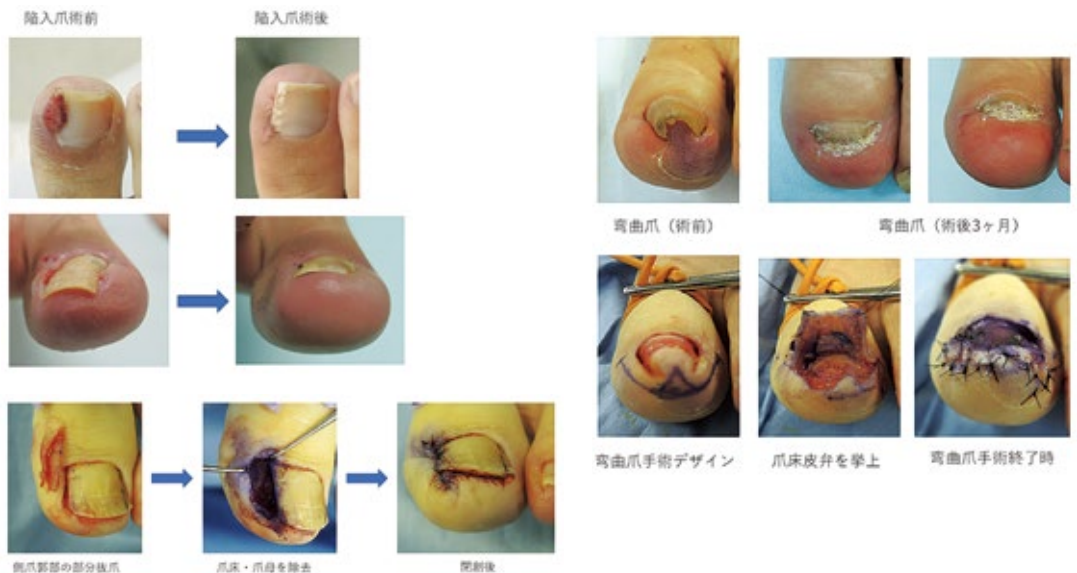 陥入爪術前
陥入爪術後
側爪郭部の部分抜爪
爪床・爪母を除去
閉創後
弯曲爪（術前）
弯曲爪（術後3ヶ月）
弯曲爪手術デザイン
爪床皮弁を挙上
弯曲爪手術終了時